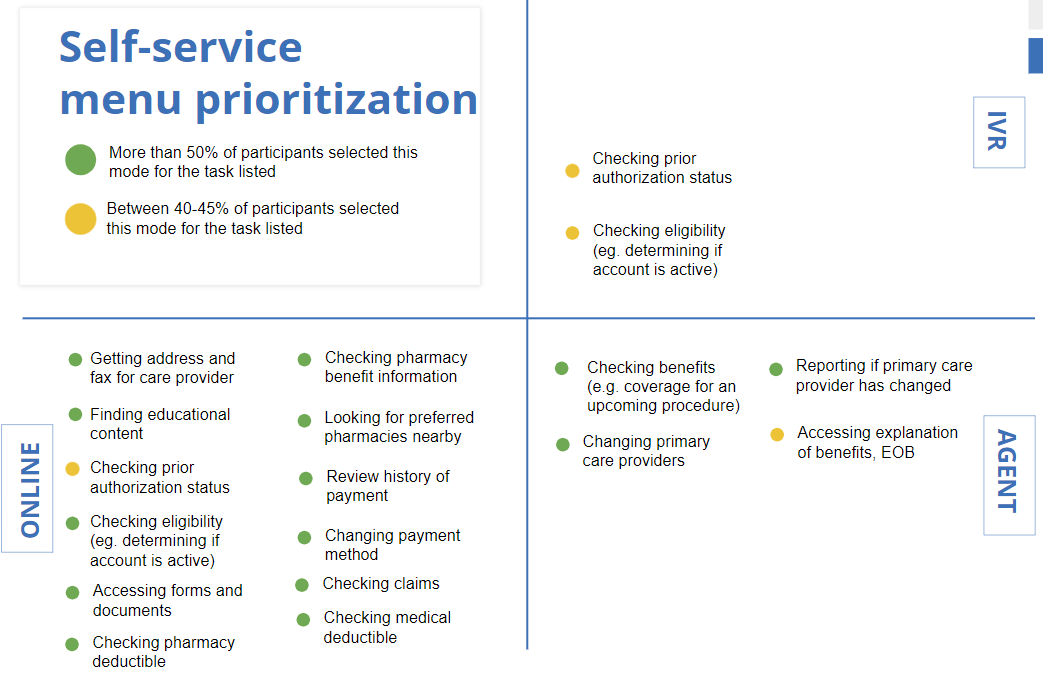 Self-service
menu prioritization
More than 50% of participants selected this
mode for the task listed
Between 40-45% of participants selected
this mode for the task listed
IVR
Checking prior
authorization status
Checking eligibility
(eg. determining if
account is active)
ONLINE
Getting address and
fax for care provider
Finding educational
content
Checking prior
authorization status
Checking eligibility
(eg. determining if
account is active)
Accessing forms and
documents
Checking pharmacy
deductible
Checking pharmacy
benefit information
Looking for preferred
pharmacies nearby
Review history of
payment
Changing payment
method
Checking claims
Checking medical
deductible
Checking benefits
(e.g. coverage for an
upcoming procedure)
Changing primary
care providers
Reporting if primary care
provider has changed
Accessing explanation
of benefits, EOB
AGENT